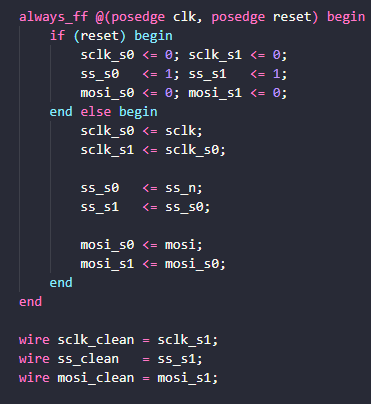 always_ff @(posedge clk, posedge reset) begin
    if (reset) begin
        sclk_s0 <= 0; sclk_s1 <= 0;
        ss_s0   <= 1; ss_s1   <= 1;
        mosi_s0 <= 0; mosi_s1 <= 0;
    end else begin
        sclk_s0 <= sclk;
        sclk_s1 <= sclk_s0;

        ss_s0   <= ss_n;
        ss_s1   <= ss_s0;

        mosi_s0 <= mosi;
        mosi_s1 <= mosi_s0;
    end
end

wire sclk_clean = sclk_s1;
wire ss_clean   = ss_s1;
wire mosi_clean = mosi_s1;